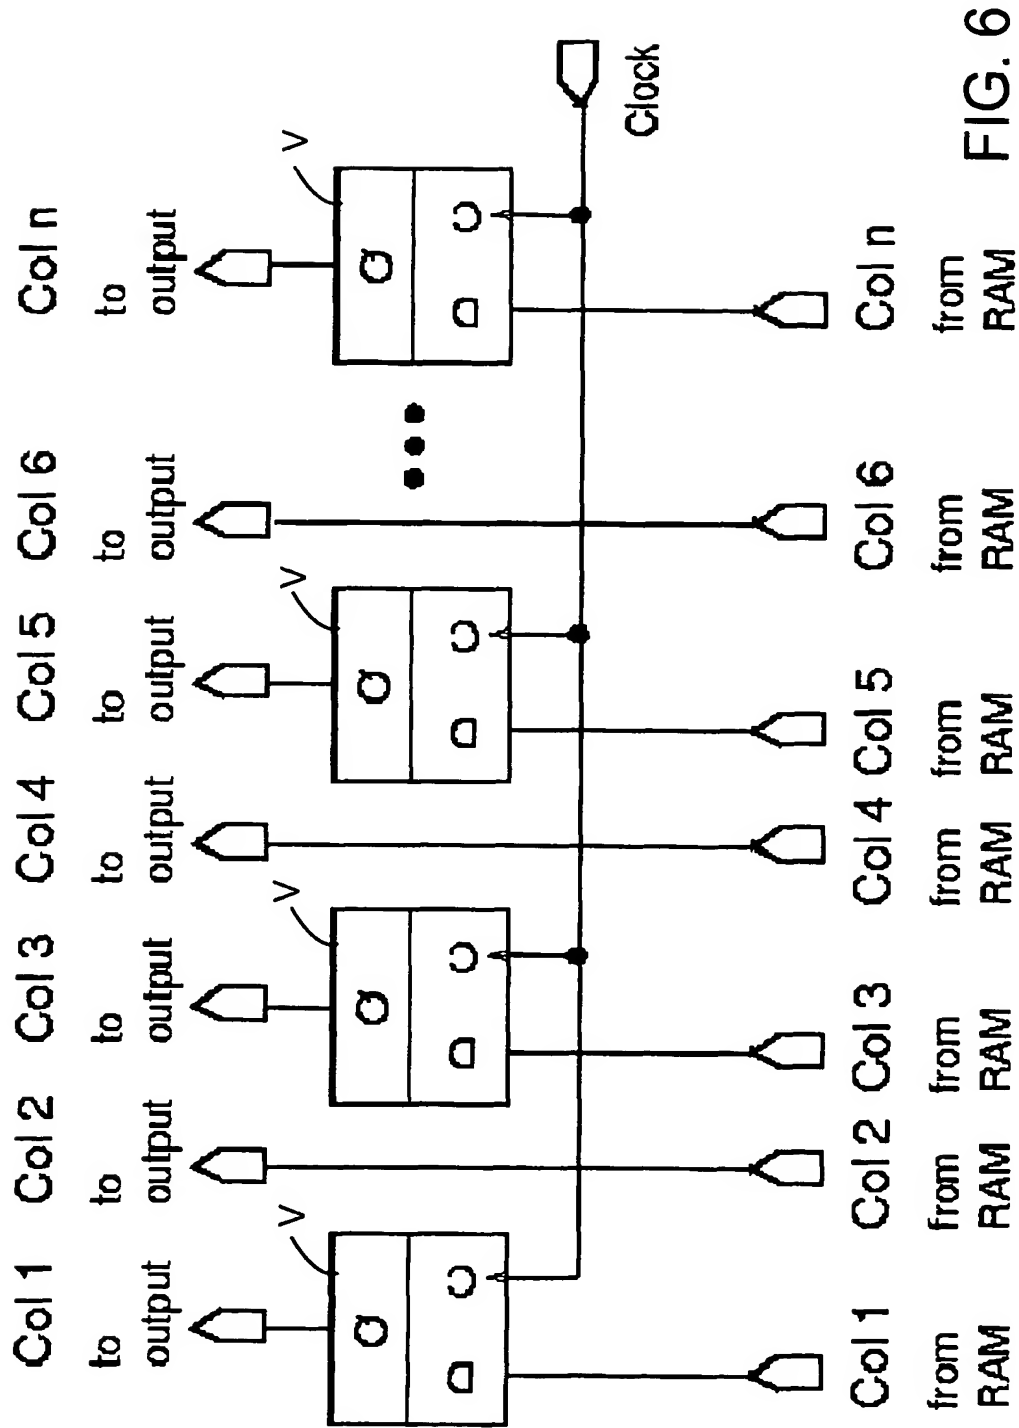 Col 1
to
output
Col 2
to
output
Col 3
to
output
Col 4
to
output
Col 5
to
output
Col 6
to
output
Col n
to
output
V
V
V
V
Q
Q
Q
Q
D C
D C
D C
D C
Clock
Col 1
from
RAM
Col 2
from
RAM
Col 3
from
RAM
Col 4
from
RAM
Col 5
from
RAM
Col 6
from
RAM
Col n
from
RAM
FIG. 6